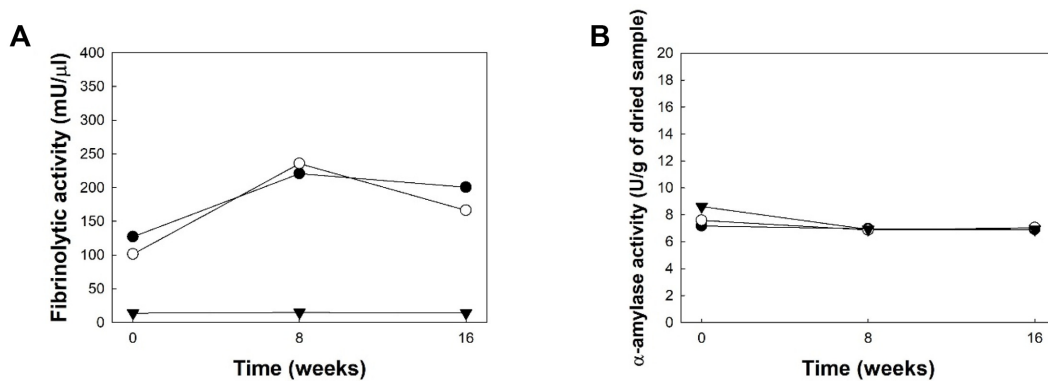 A
Fibrinolytic activity (mU/μl)
400
350
300
250
200
150
100
50
0
0 8 16
Time (weeks)
B
α-amylase activity (U/g of dried sample)
20
18
16
14
12
10
8
6
4
2
0
0 8 16
Time (weeks)